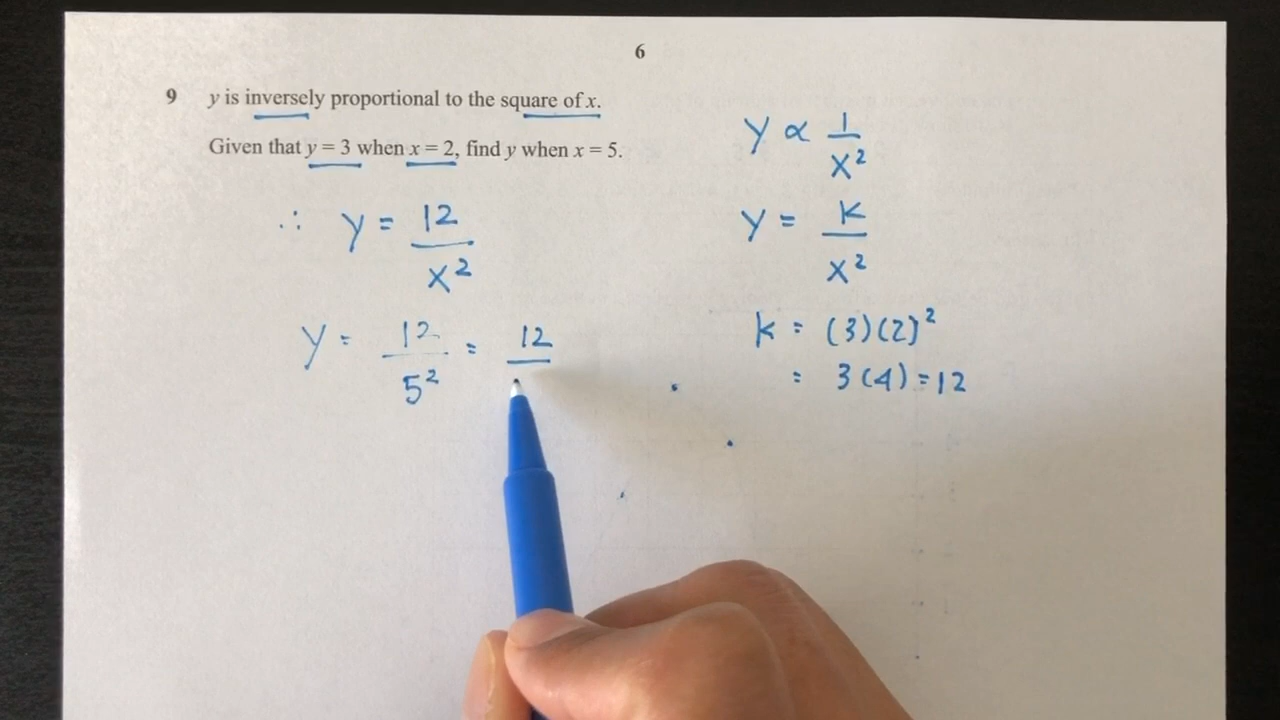 6
9 y is inversely proportional to the square of x.
Given that y = 3 when x = 2, find y when x = 5.
y ∝ 1/x²
y = k/x²
k = (3)(2)²
= 3(4) = 12
∴ y = 12/x²
y = 12/5² = 12/